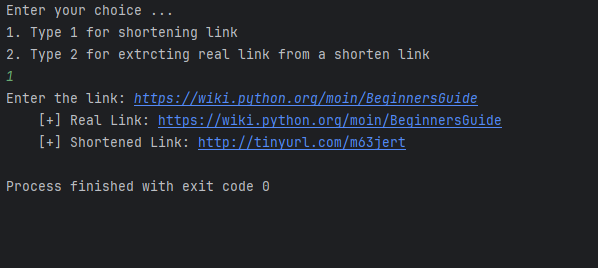 Enter your choice ...
1. Type 1 for shortening link
2. Type 2 for extrcting real link from a shorten link
1
Enter the link: https://wiki.python.org/moin/BeginnersGuide
[+] Real Link: https://wiki.python.org/moin/BeginnersGuide
[+] Shortened Link: http://tinyurl.com/m63jert
Process finished with exit code 0